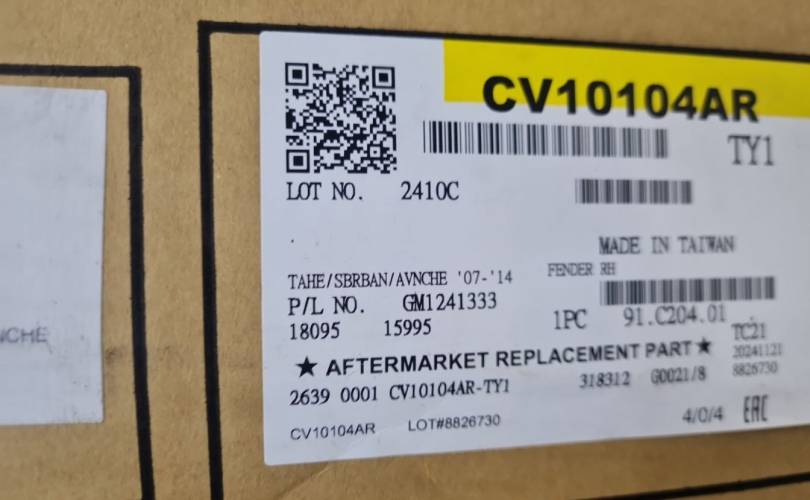 CV10104AR
TY1
LOT NO. 2410C
MADE IN TAIWAN
TAHE/SBRBAN/AVNCHE '07-'14 FENDER RH
P/L NO. GM1241333
18095 15995 1PC 91.C204.01
★ AFTERMARKET REPLACEMENT PART ★ TC21
20241121
2639 0001 CV10104AR-TY1 318312 G0021/8 8826730
CV10104AR LOT#8826730 4/0/4 EAC